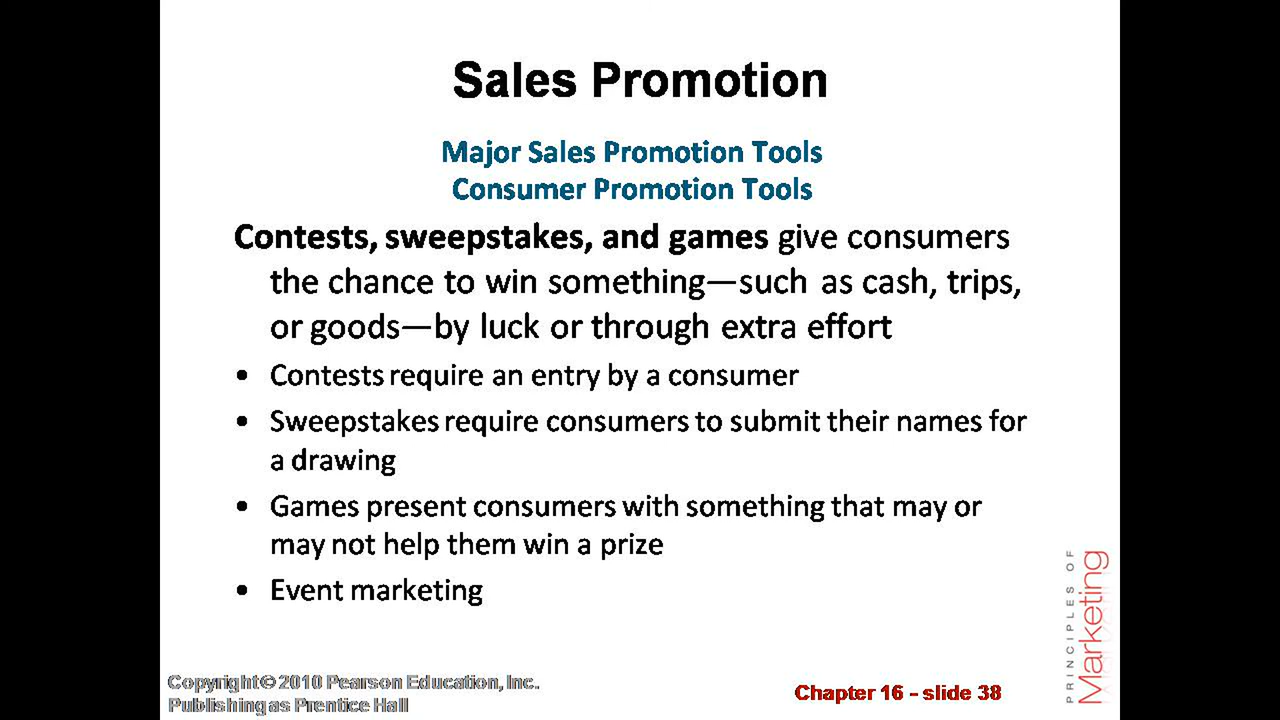 Sales Promotion
Major Sales Promotion Tools
Consumer Promotion Tools
Contests, sweepstakes, and games give consumers
the chance to win something—such as cash, trips,
or goods—by luck or through extra effort
• Contests require an entry by a consumer
• Sweepstakes require consumers to submit their names for
a drawing
• Games present consumers with something that may or
may not help them win a prize
• Event marketing
PRINCIPLES OF
Marketing
Copyright © 2010 Pearson Education, Inc.
Publishing as Prentice Hall
Chapter 16 - slide 38